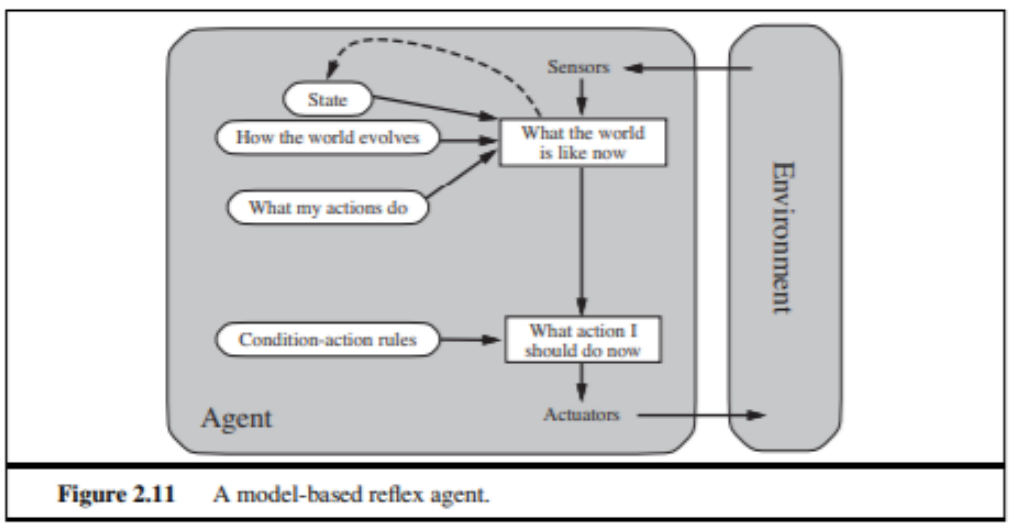 Sensors
State
What the world
is like now
How the world evolves
What my actions do
Environment
Condition-action rules
What action I
should do now
Agent
Actuators
Figure 2.11 A model-based reflex agent.